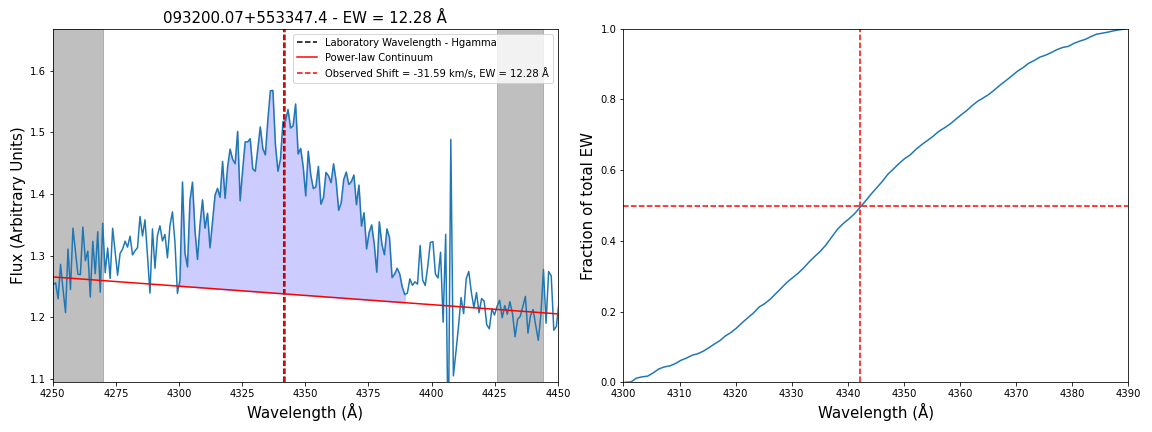 093200.07+553347.4 - EW = 12.28 Å
Laboratory Wavelength - Hgamma
Power-law Continuum
Observed Shift = -31.59 km/s, EW = 12.28 Å
Flux (Arbitrary Units)
1.6
1.5
1.4
1.3
1.2
1.1
4250 4275 4300 4325 4350 4375 4400 4425 4450
Wavelength (Å)
Fraction of total EW
1.0
0.8
0.6
0.4
0.2
0.0
4300 4310 4320 4330 4340 4350 4360 4370 4380 4390
Wavelength (Å)